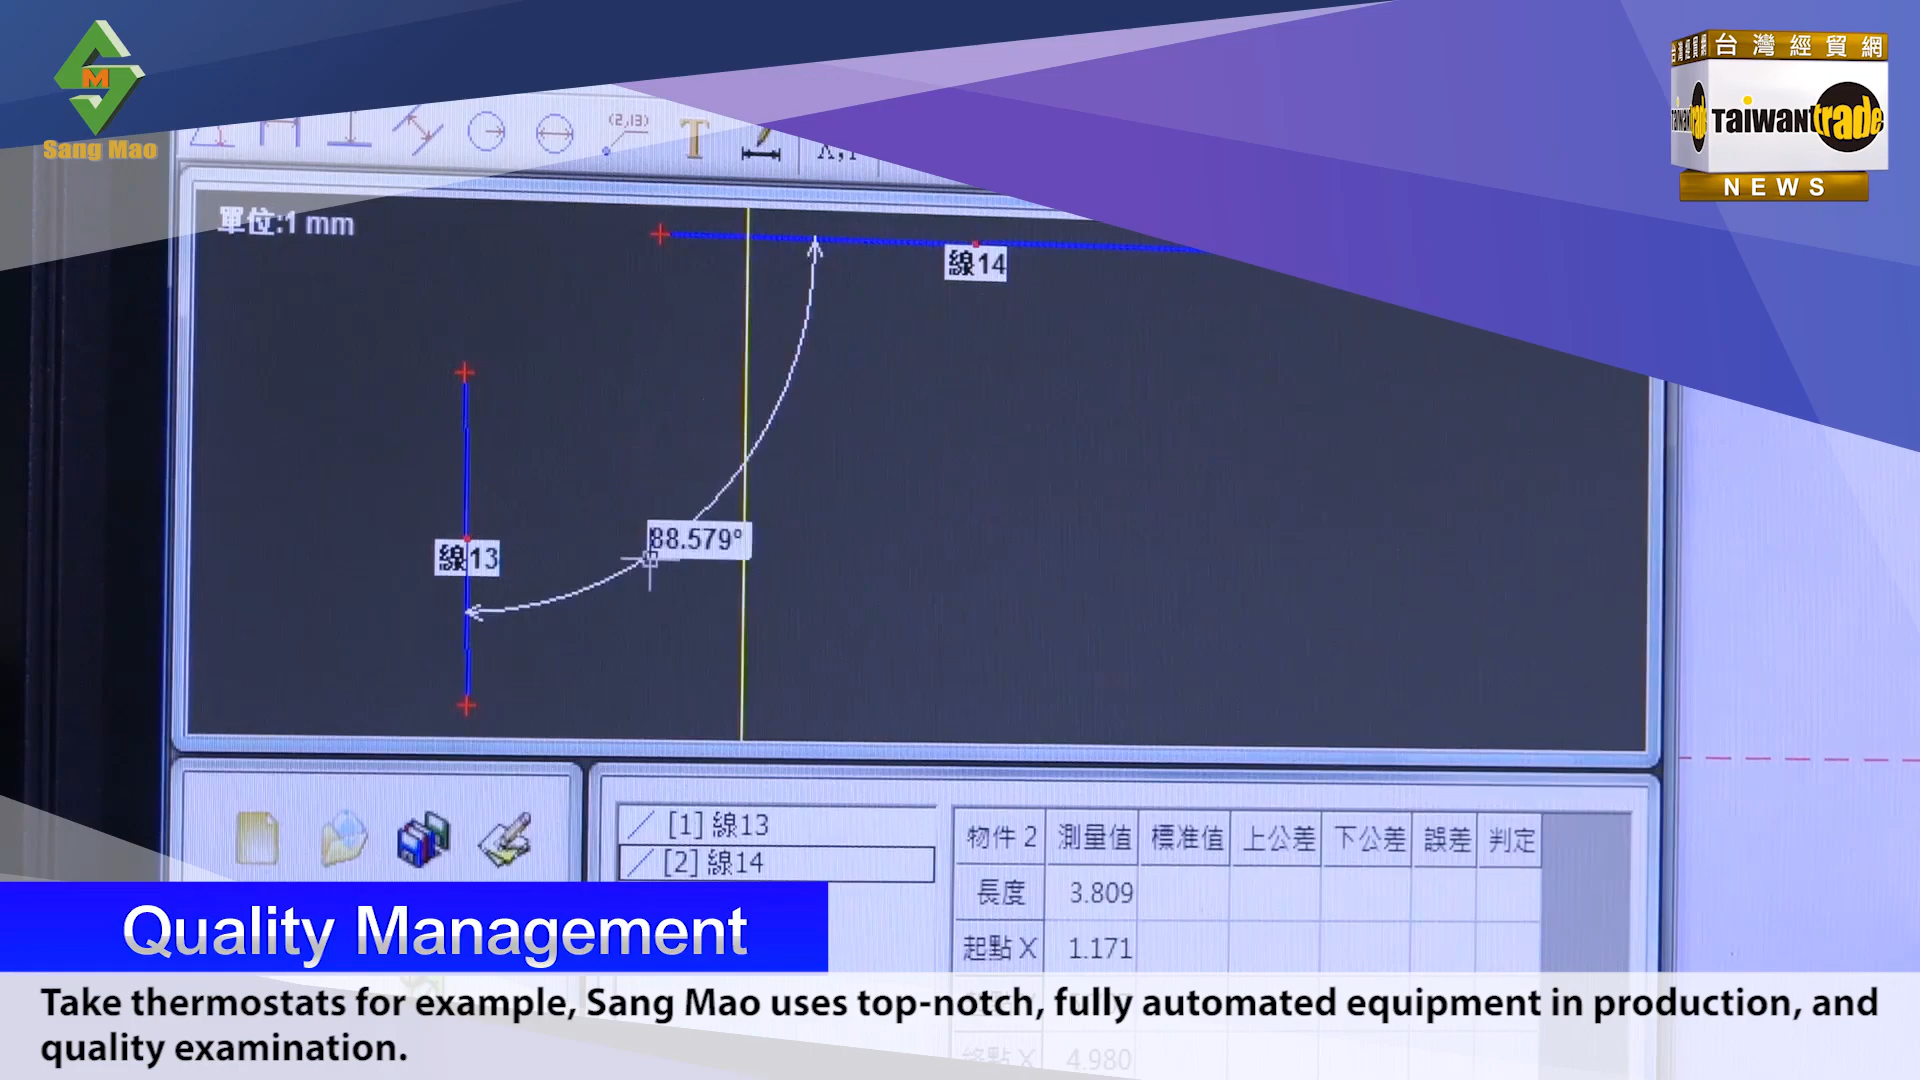 M
Sang Mao
台灣經貿網
Taiwantrade
NEWS
(2,13)
T
單位:1 mm
線14
線13
88.579°
[1] 線13
[2] 線14
物件 2 測量值 標准值 上公差 下公差 誤差 判定
長度 3.809
起點 X 1.171
終點 X 4.980
Quality Management
Take thermostats for example, Sang Mao uses top-notch, fully automated equipment in production, and
quality examination.